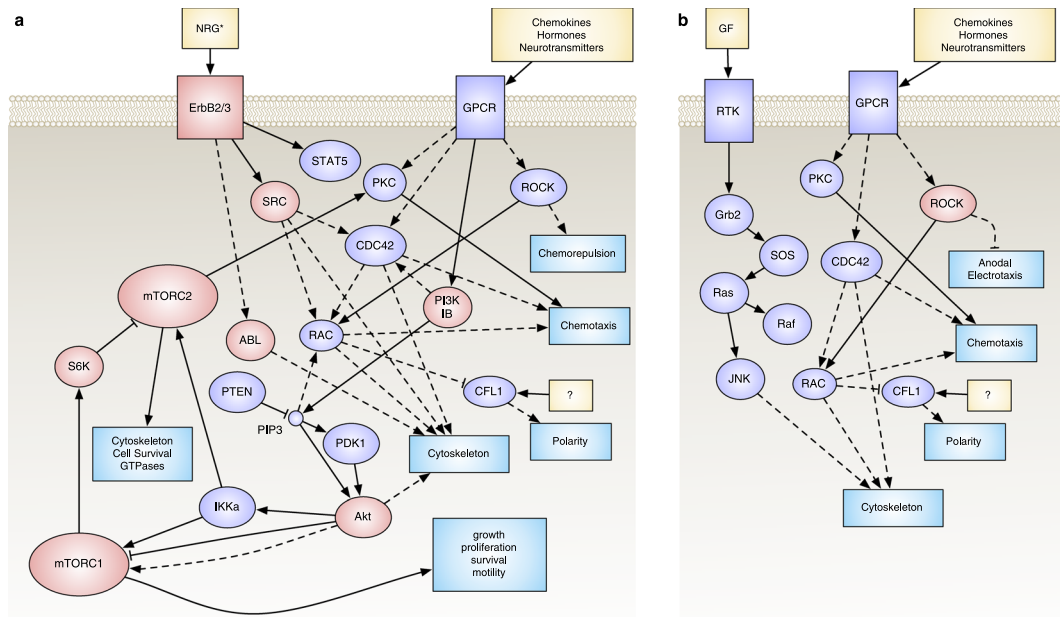 a
NRG*
Chemokines
Hormones
Neurotransmitters
ErbB2/3
GPCR
STAT5
PKC
ROCK
SRC
CDC42
Chemorepulsion
mTORC2
PI3K
IB
Chemotaxis
ABL
RAC
S6K
PTEN
CFL1
?
PIP3
Cytoskeleton
Cell Survival
GTPases
PDK1
Cytoskeleton
Polarity
IKKa
Akt
growth
proliferation
survival
motility
mTORC1
b
GF
Chemokines
Hormones
Neurotransmitters
RTK
GPCR
PKC
ROCK
Grb2
SOS
CDC42
Anodal
Electrotaxis
Ras
Raf
Chemotaxis
JNK
RAC
CFL1
?
Polarity
Cytoskeleton